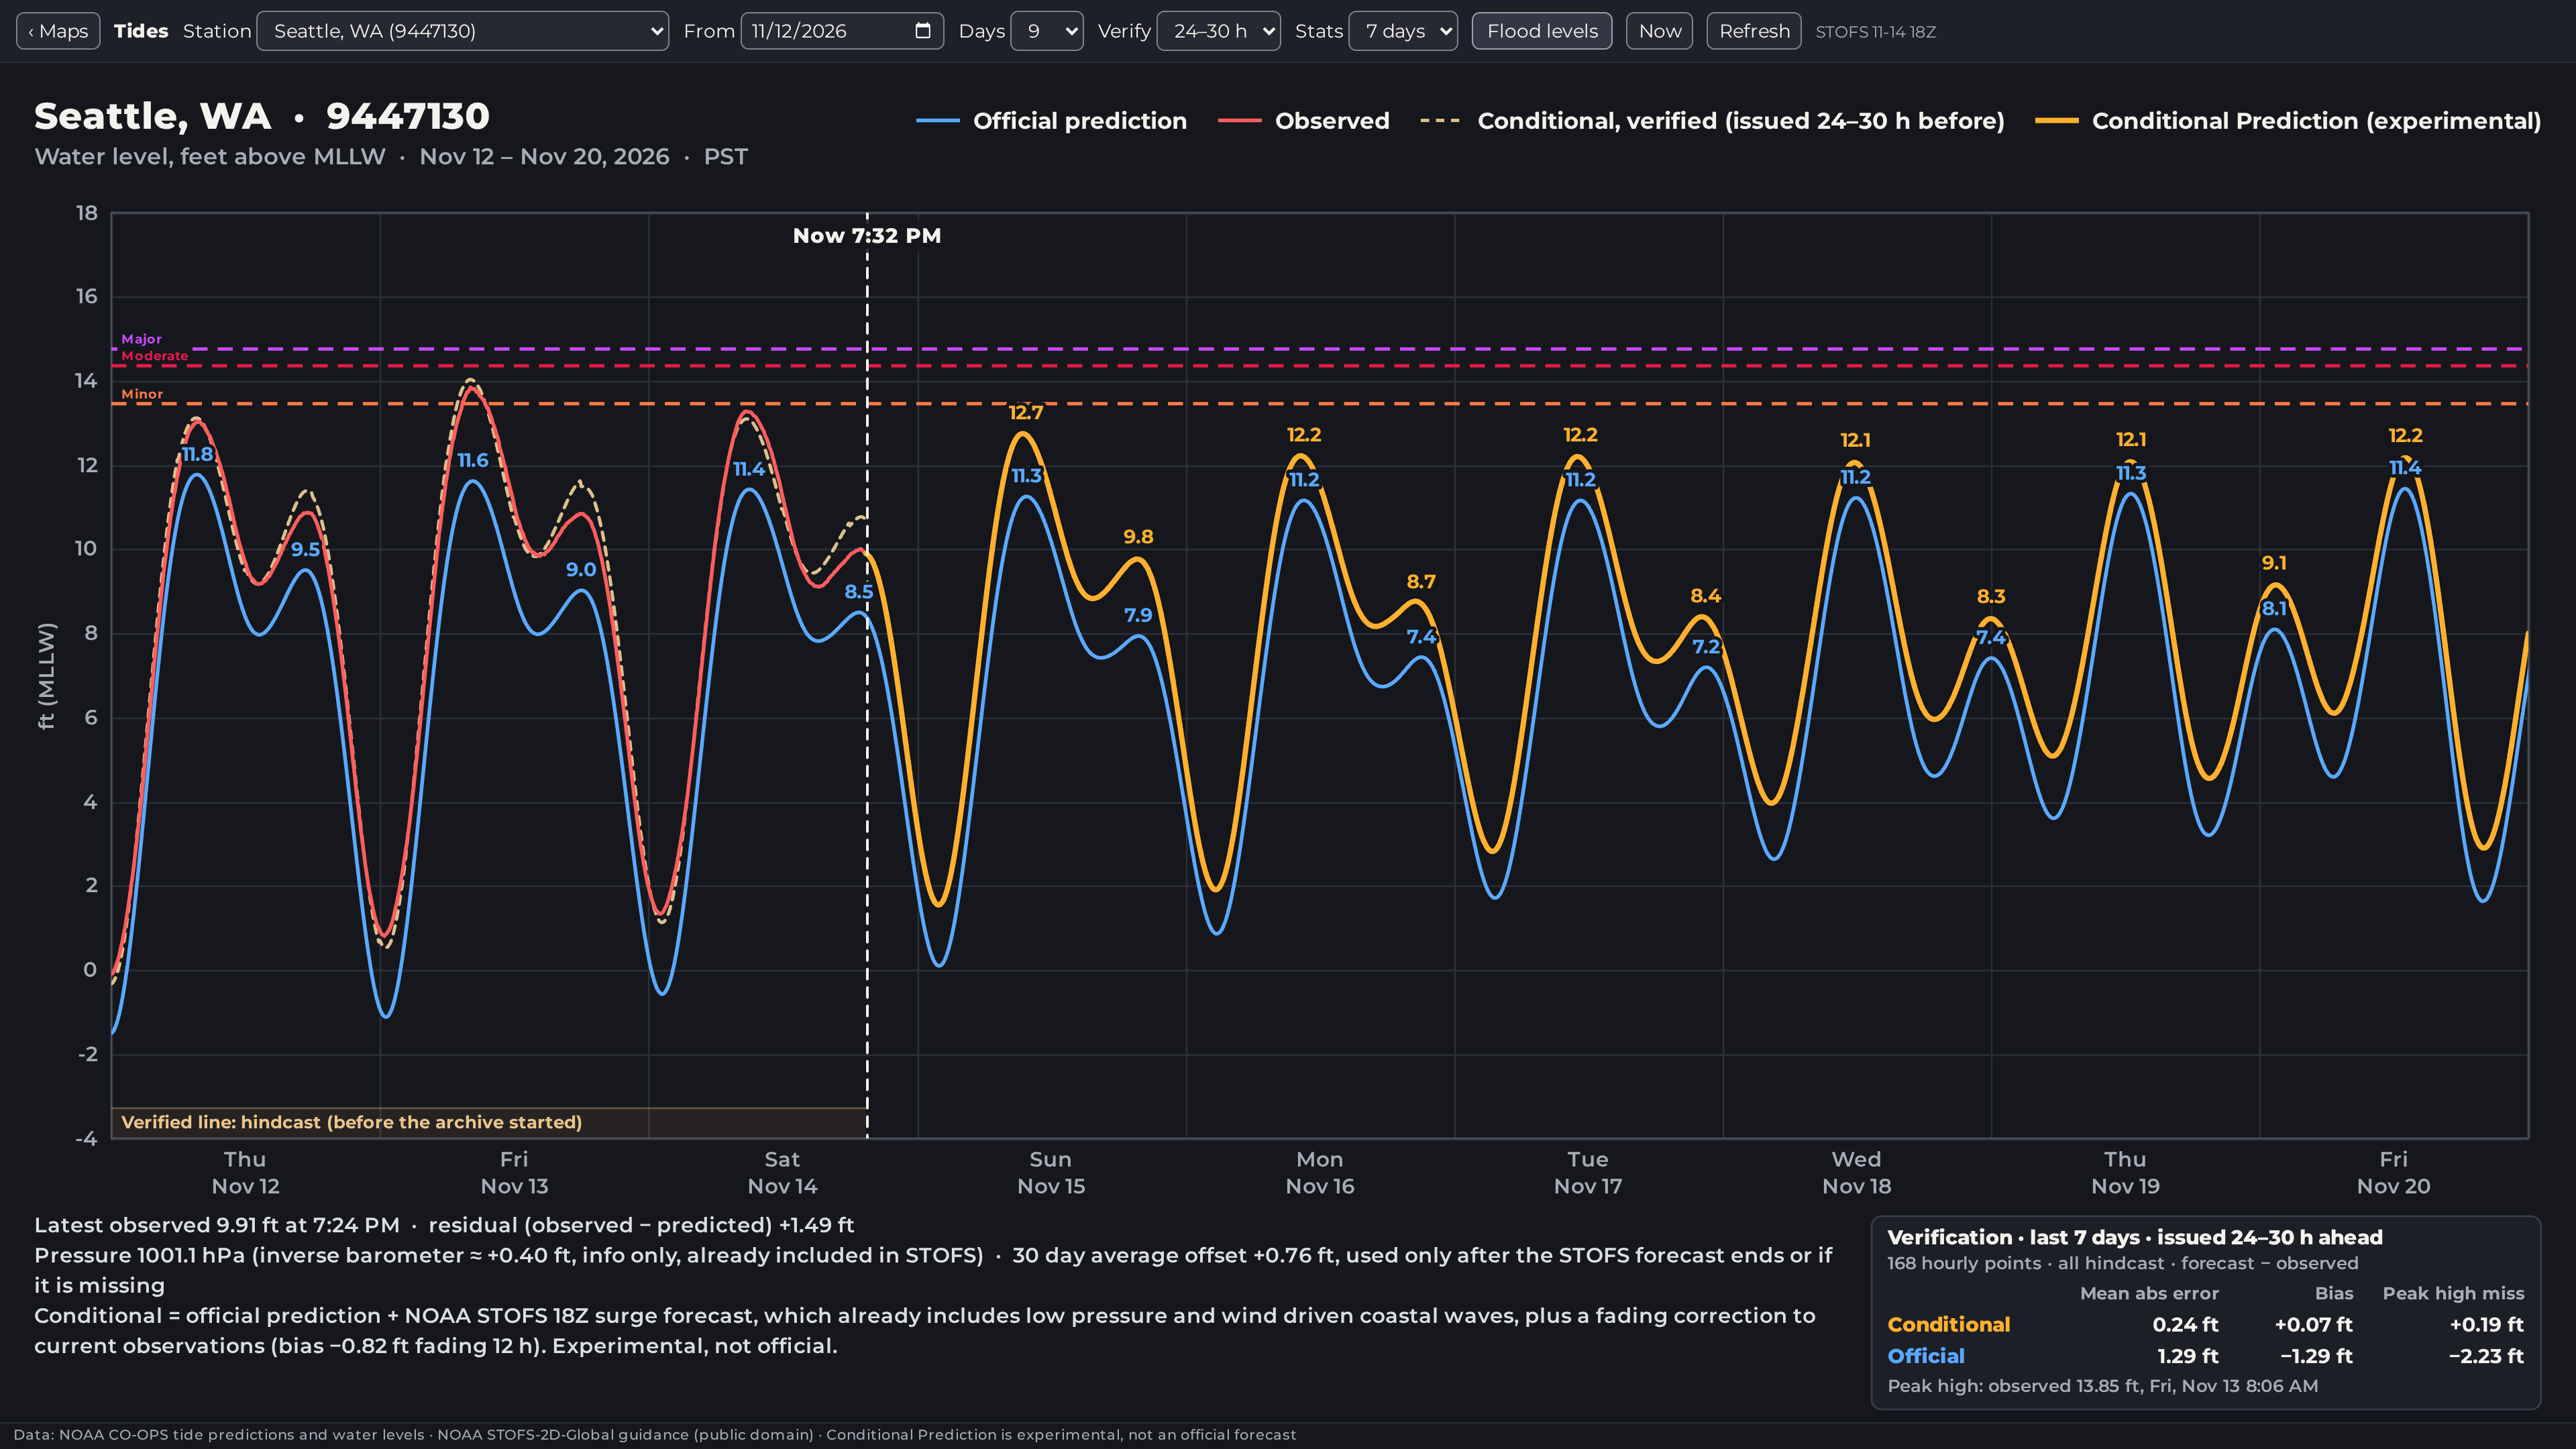 ‹ Maps Tides Station Seattle, WA (9447130) From 11/12/2026 Days 9 Verify 24–30 h Stats 7 days Flood levels Now Refresh STOFS 11-14 18Z
Seattle, WA · 9447130
Water level, feet above MLLW · Nov 12 – Nov 20, 2026 · PST
Official prediction Observed Conditional, verified (issued 24–30 h before) Conditional Prediction (experimental)
Now 7:32 PM
ft (MLLW)
18
16
14
12
10
8
6
4
2
0
-2
-4
Major
Moderate
Minor
11.8
9.5
11.6
9.0
11.4
8.5
12.7
11.3
9.8
7.9
12.2
11.2
8.7
7.4
12.2
11.2
8.4
7.2
12.1
11.2
8.3
7.4
12.1
11.3
9.1
8.1
12.2
11.4
Verified line: hindcast (before the archive started)
Thu Fri Sat Sun Mon Tue Wed Thu Fri
Nov 12 Nov 13 Nov 14 Nov 15 Nov 16 Nov 17 Nov 18 Nov 19 Nov 20
Latest observed 9.91 ft at 7:24 PM · residual (observed − predicted) +1.49 ft
Pressure 1001.1 hPa (inverse barometer ≈ +0.40 ft, info only, already included in STOFS) · 30 day average offset +0.76 ft, used only after the STOFS forecast ends or if
it is missing
Conditional = official prediction + NOAA STOFS 18Z surge forecast, which already includes low pressure and wind driven coastal waves, plus a fading correction to
current observations (bias −0.82 ft fading 12 h). Experimental, not official.
Verification · last 7 days · issued 24–30 h ahead
168 hourly points · all hindcast · forecast − observed
Mean abs error Bias Peak high miss
Conditional 0.24 ft +0.07 ft +0.19 ft
Official 1.29 ft −1.29 ft −2.23 ft
Peak high: observed 13.85 ft, Fri, Nov 13 8:06 AM
Data: NOAA CO-OPS tide predictions and water levels · NOAA STOFS-2D-Global guidance (public domain) · Conditional Prediction is experimental, not an official forecast